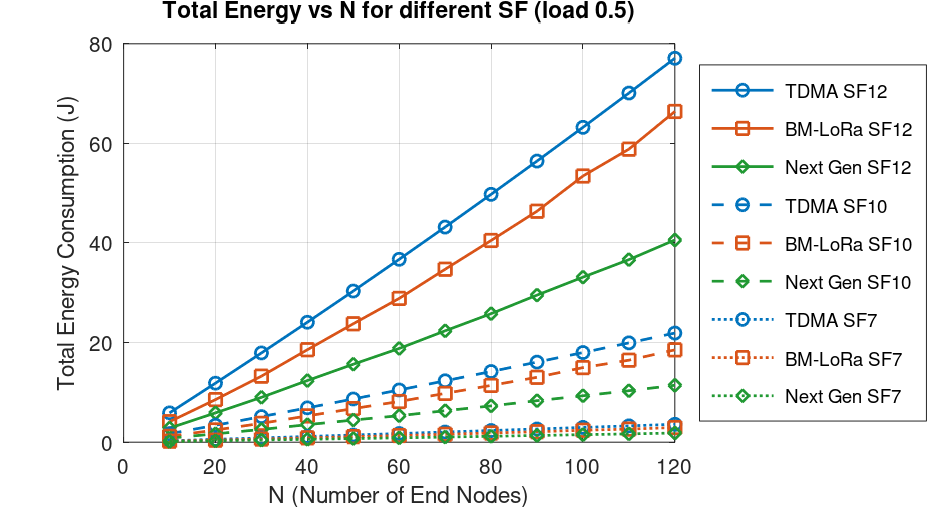 Total Energy vs N for different SF (load 0.5)
Total Energy Consumption (J)
80
60
40
20
0
0 20 40 60 80 100 120
N (Number of End Nodes)
TDMA SF12
BM-LoRa SF12
Next Gen SF12
TDMA SF10
BM-LoRa SF10
Next Gen SF10
TDMA SF7
BM-LoRa SF7
Next Gen SF7